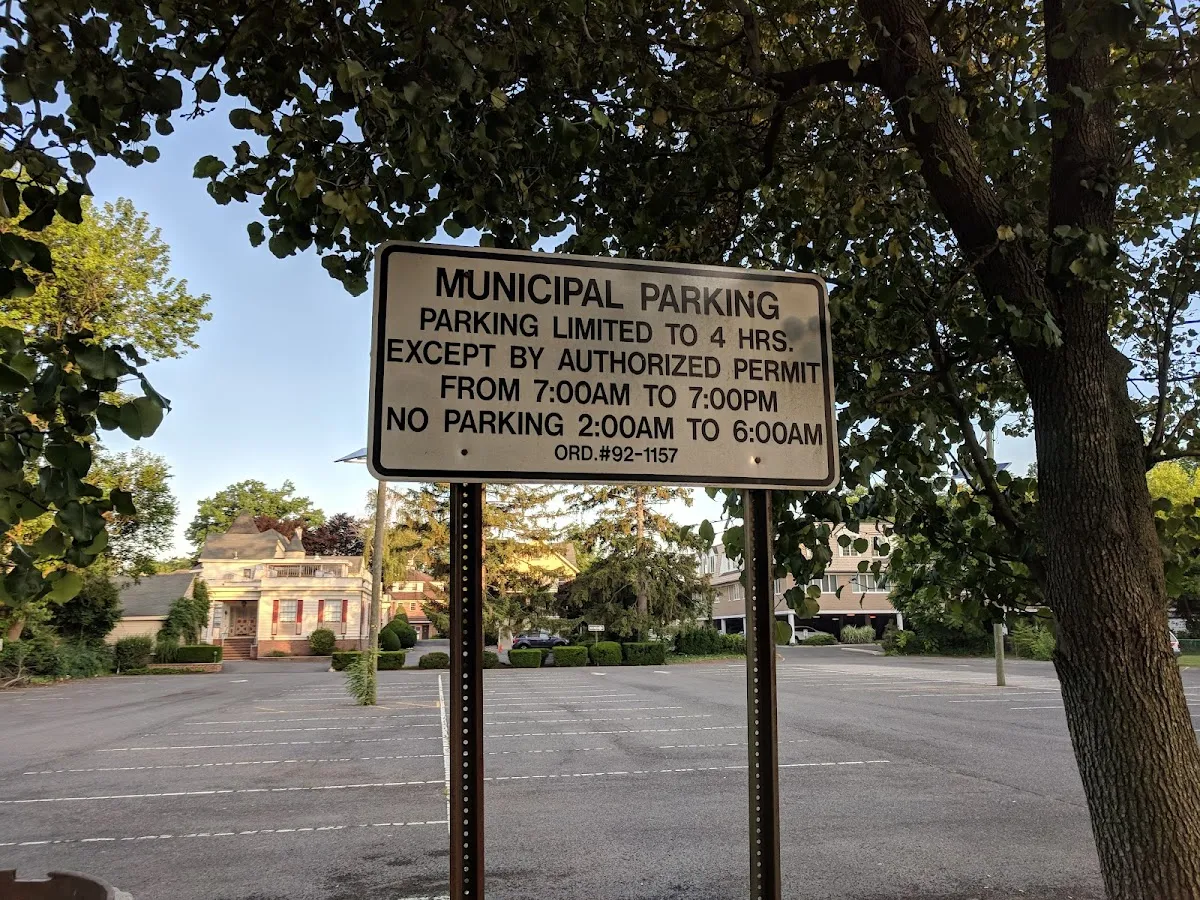 MUNICIPAL PARKING
PARKING LIMITED TO 4 HRS.
EXCEPT BY AUTHORIZED PERMIT
FROM 7:00AM TO 7:00PM
NO PARKING 2:00AM TO 6:00AM
ORD.#92-1157